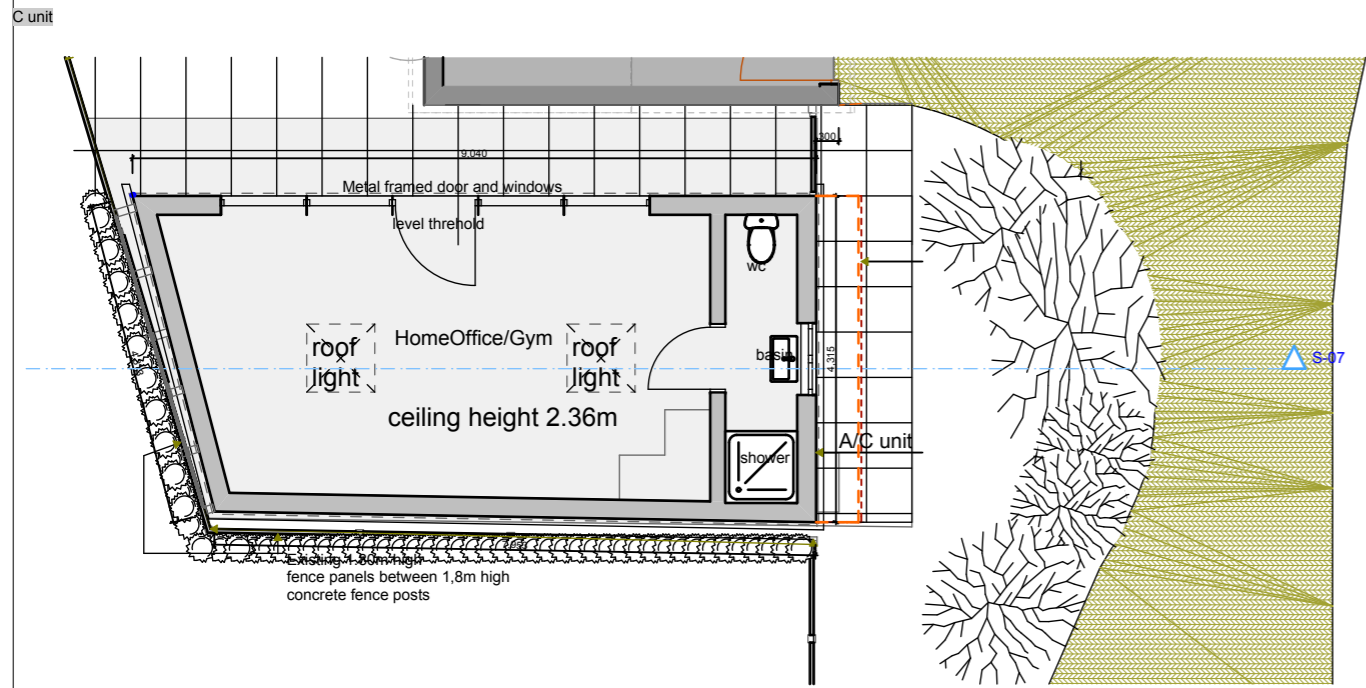 C unit
300
9,040
Metal framed door and windows
level threhold
wc
HomeOffice/Gym
roof
light
roof
light
basin
4,315
S-07
ceiling height 2.36m
A/C unit
shower
Existing 1.80m high
fence panels between 1,8m high
concrete fence posts